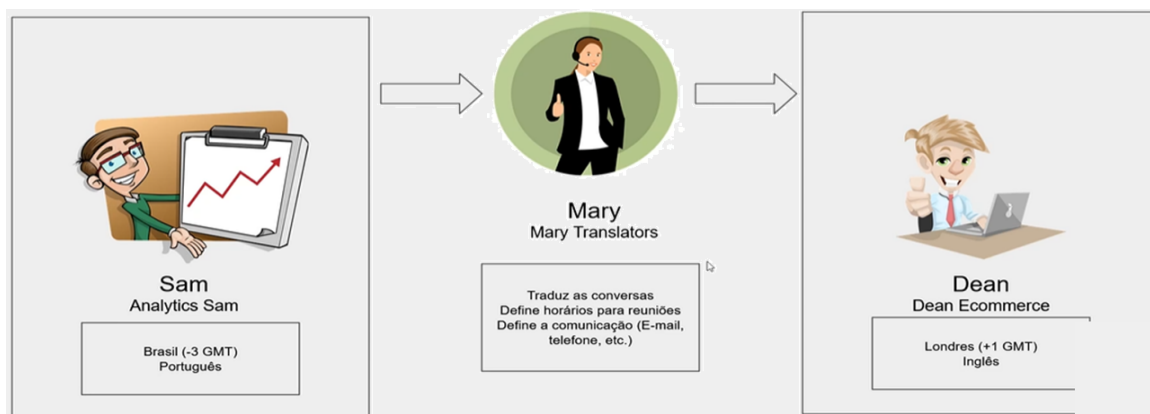 Sam
Analytics Sam
Brasil (-3 GMT)
Português
Mary
Mary Translators
Traduz as conversas
Define horários para reuniões
Define a comunicação (E-mail,
telefone, etc.)
Dean
Dean Ecommerce
Londres (+1 GMT)
Inglês